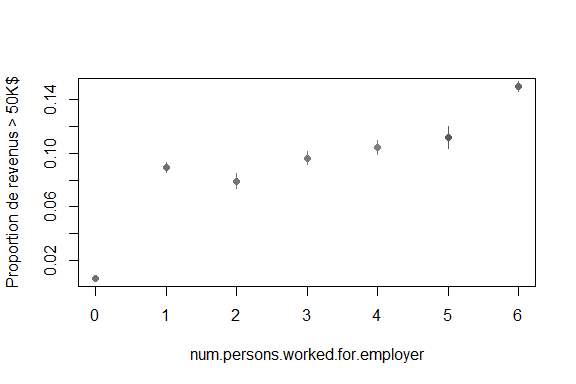 Proportion de revenus > 50K$
0.14
0.10
0.06
0.02
0 1 2 3 4 5 6
num.persons.worked.for.employer